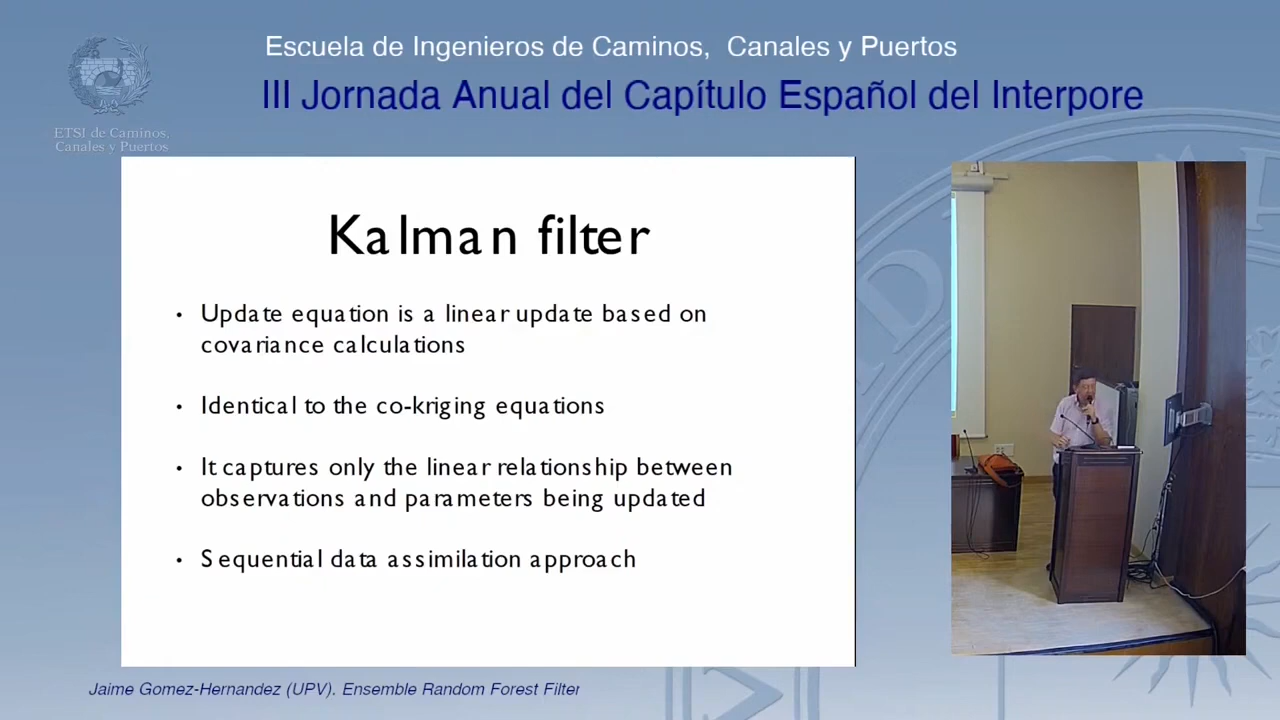 Escuela de Ingenieros de Caminos, Canales y Puertos
III Jornada Anual del Capítulo Español del Interpore
ETSI de Caminos,
Canales y Puertos
Kalman filter
• Update equation is a linear update based on
covariance calculations
• Identical to the co-kriging equations
• It captures only the linear relationship between
observations and parameters being updated
• Sequential data assimilation approach
Jaime Gomez-Hernandez (UPV). Ensemble Random Forest Filter